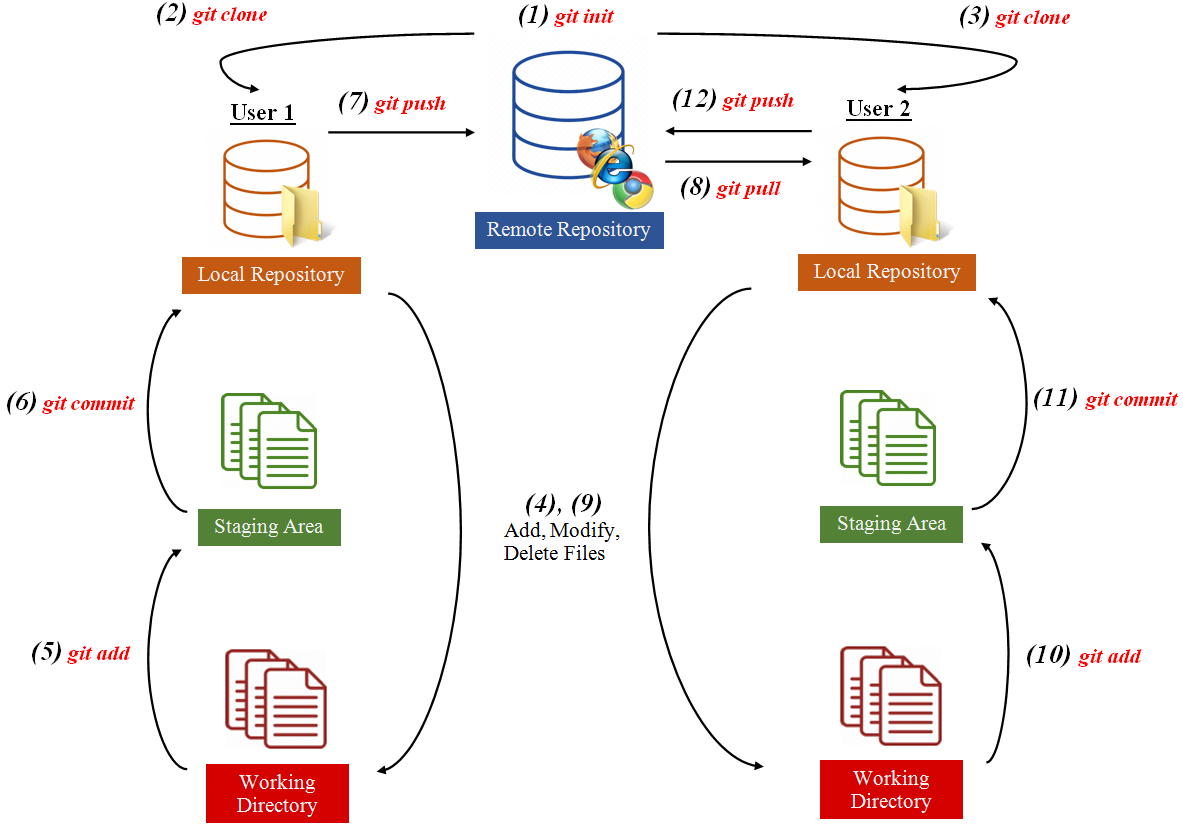 (2) git clone
(1) git init
(3) git clone
User 1
(7) git push
(12) git push
User 2
(8) git pull
Remote Repository
Local Repository
Local Repository
(6) git commit
(11) git commit
(4), (9)
Add, Modify,
Delete Files
Staging Area
Staging Area
(5) git add
(10) git add
Working
Directory
Working
Directory